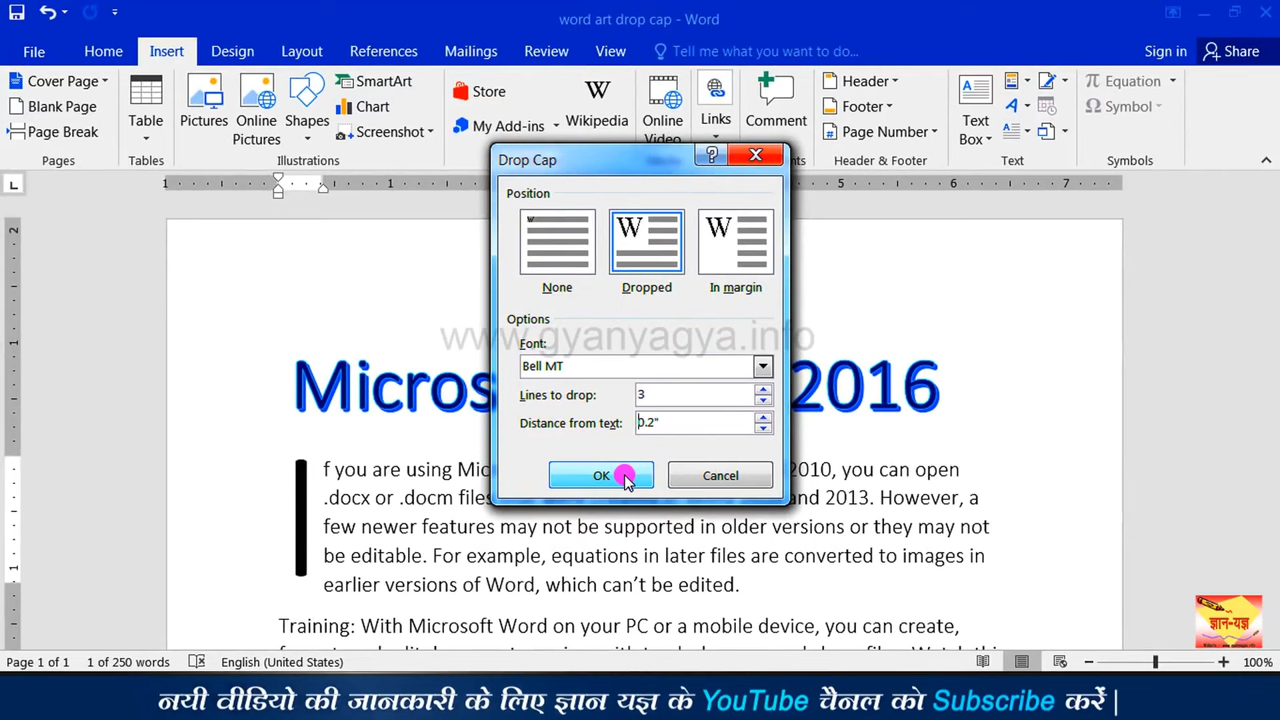 word art drop cap - Word
File Home Insert Design Layout References Mailings Review View Tell me what you want to do... Sign in Share
Cover Page
Blank Page
Page Break
Pages
Table
Tables
Pictures
Online Pictures
Shapes
SmartArt
Chart
Screenshot
Illustrations
Store
My Add-ins
Wikipedia
Online Video
Links
Comment
Header
Footer
Page Number
Header & Footer
Text Box
Text
Equation
Symbol
Symbols
Drop Cap
Position
None Dropped In margin
Options
Font:
Bell MT
Lines to drop: 3
Distance from text: 0.2"
OK Cancel
www.gyanyagya.info
Micros 2016
If you are using Mic 2010, you can open
.docx or .docm files and 2013. However, a
few newer features may not be supported in older versions or they may not
be editable. For example, equations in later files are converted to images in
earlier versions of Word, which can’t be edited.
Training: With Microsoft Word on your PC or a mobile device, you can create,
ज्ञान-यज्ञ
Page 1 of 1 1 of 250 words English (United States) 100%
नयी वीडियो की जानकारी के लिए ज्ञान यज्ञ के YouTube चैनल को Subscribe करें |